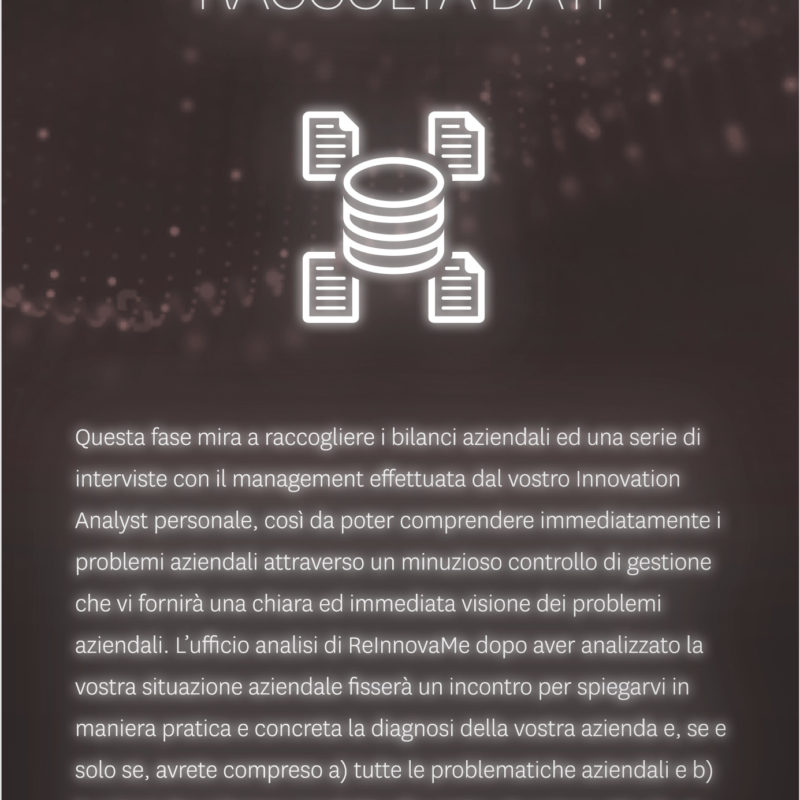 RACCOLTA DATI
Questa fase mira a raccogliere i bilanci aziendali ed una serie di
interviste con il management effettuata dal vostro Innovation
Analyst personale, così da poter comprendere immediatamente i
problemi aziendali attraverso un minuzioso controllo di gestione
che vi fornirà una chiara ed immediata visione dei problemi
aziendali. L’ufficio analisi di ReInnovaMe dopo aver analizzato la
vostra situazione aziendale fisserà un incontro per spiegarvi in
maniera pratica e concreta la diagnosi della vostra azienda e, se e
solo se, avrete compreso a) tutte le problematiche aziendali e b)